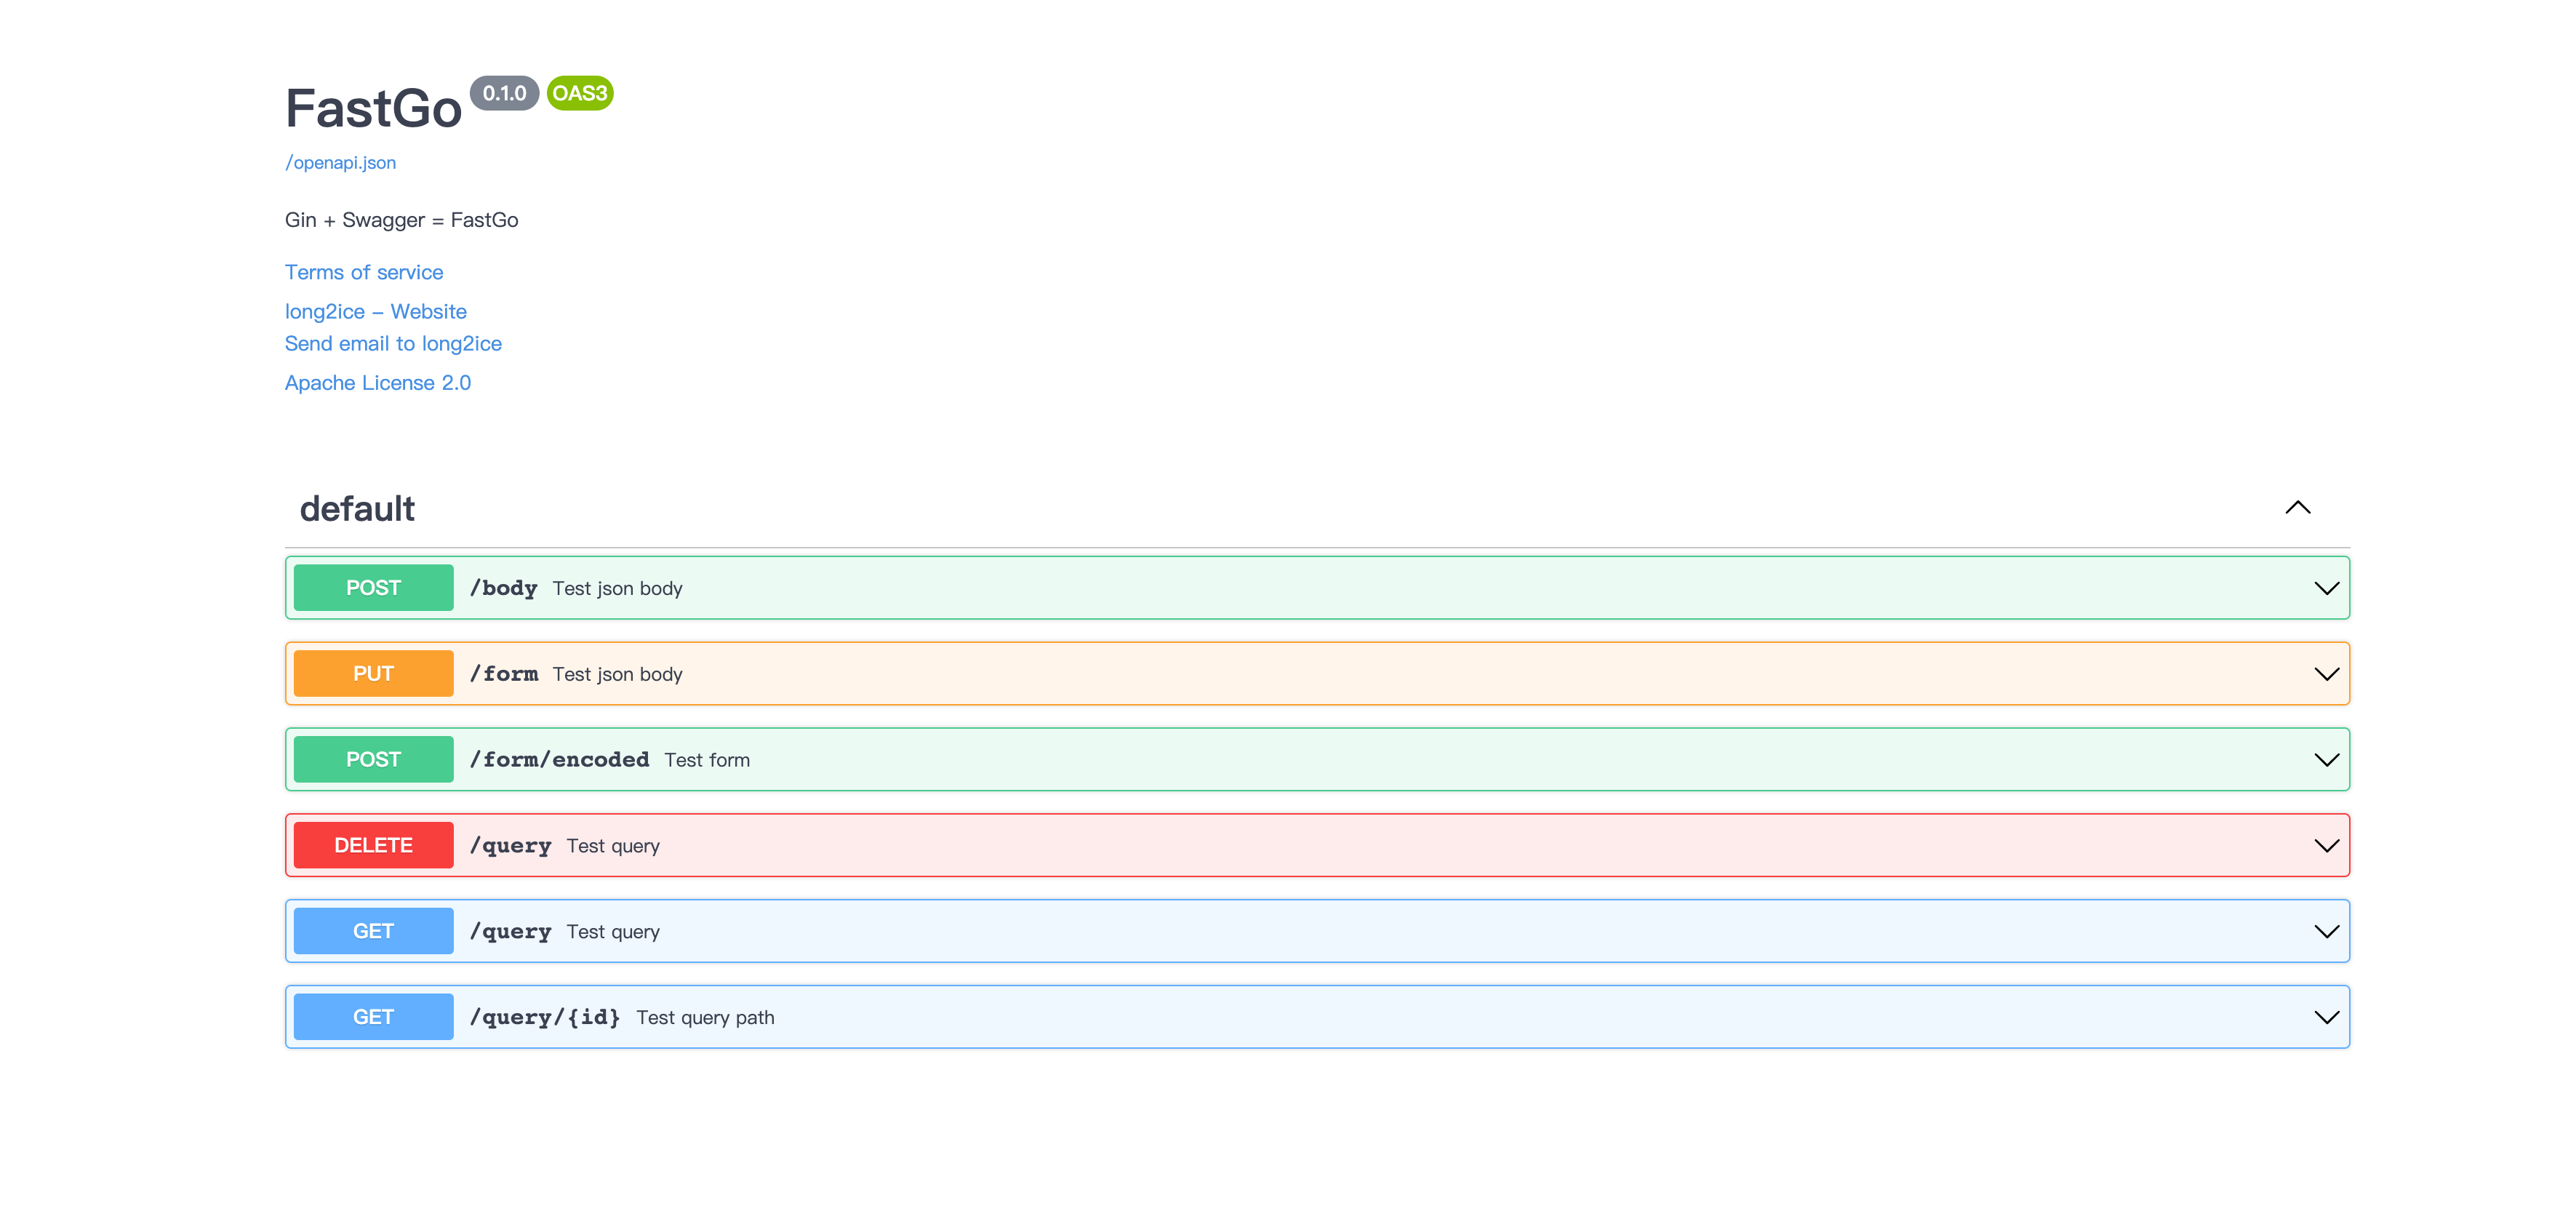 FastGo 0.1.0 OAS3
/openapi.json
Gin + Swagger = FastGo
Terms of service
long2ice – Website
Send email to long2ice
Apache License 2.0
default
POST /body Test json body
PUT /form Test json body
POST /form/encoded Test form
DELETE /query Test query
GET /query Test query
GET /query/{id} Test query path